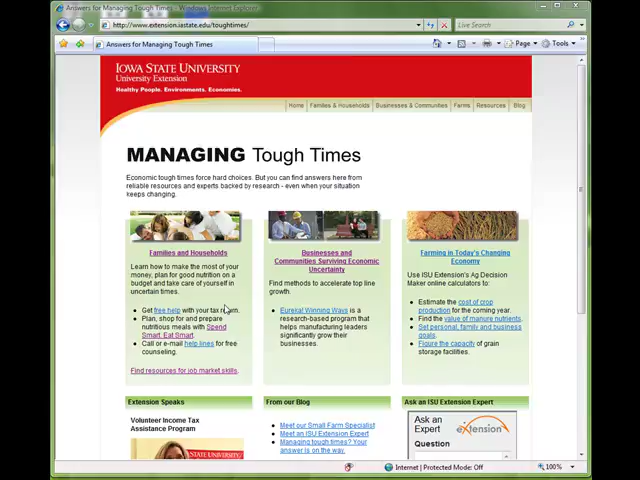 Answers for Managing Tough Times - Windows Internet Explorer
http://www.extension.iastate.edu/toughtimes/
Live Search
Answers for Managing Tough Times
Page
Tools
IOWA STATE UNIVERSITY
University Extension
Healthy People. Environments. Economies.
Home | Families & Households | Businesses & Communities | Farms | Resources | Blog
MANAGING Tough Times
Economic tough times force hard choices. But you can find answers here from
reliable resources and experts backed by research - even when your situation
keeps changing.
Families and Households
Learn how to make the most of your
money, plan for good nutrition on a
budget and take care of yourself in
uncertain times.
Get free help with your tax return.
Plan, shop for and prepare
nutritious meals with Spend
Smart. Eat Smart.
Call or e-mail help lines for free
counseling.
Find resources for job market skills.
Businesses and
Communities Surviving Economic
Uncertainty
Find methods to accelerate top line
growth.
Eureka! Winning Ways is a
research-based program that
helps manufacturing leaders
significantly grow their
businesses.
Farming in Today's Changing
Economy
Use ISU Extension's Ag Decision
Maker online calculators to:
Estimate the cost of crop
production for the coming year.
Find the value of manure nutrients.
Set personal, family and business
goals.
Figure the capacity of grain
storage facilities.
Extension Speaks
Volunteer Income Tax
Assistance Program
STATE UNIVERSITY
From our Blog
Meet our Small Farm Specialist
Meet an ISU Extension Expert
Managing tough times? Your
answer is on the way.
Ask an ISU Extension Expert
Ask an
Expert
eXtension
Question
Internet | Protected Mode: Off
100%